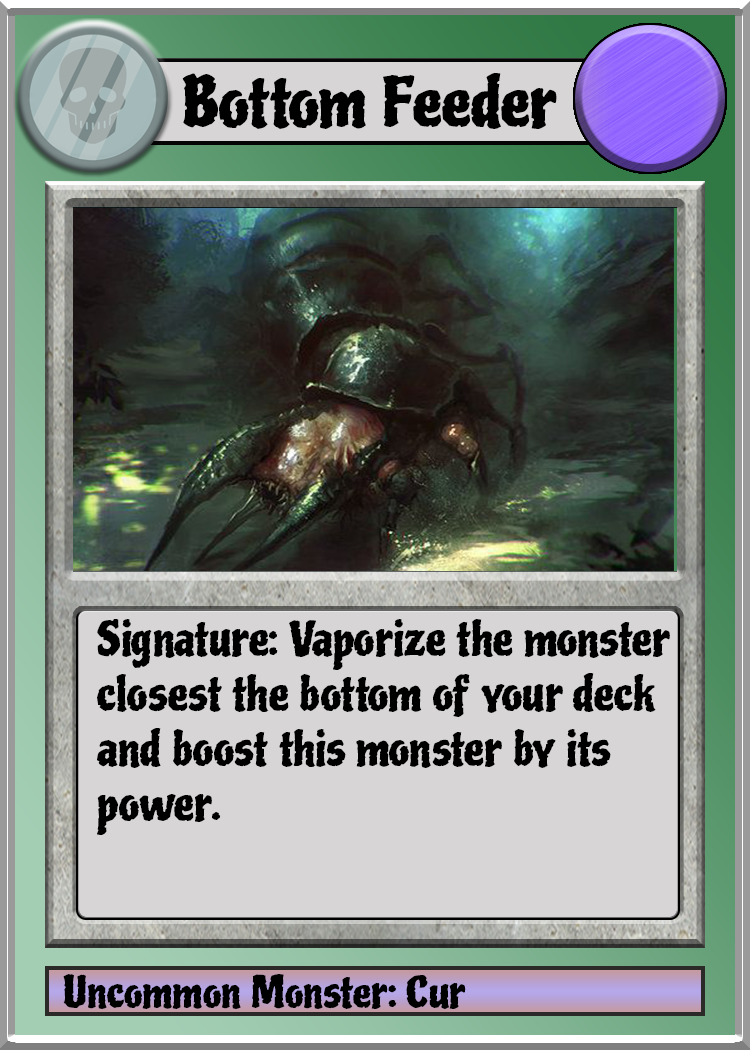 Bottom Feeder
Signature: Vaporize the monster
closest the bottom of your deck
and boost this monster by its
power.
Uncommon Monster: Cur